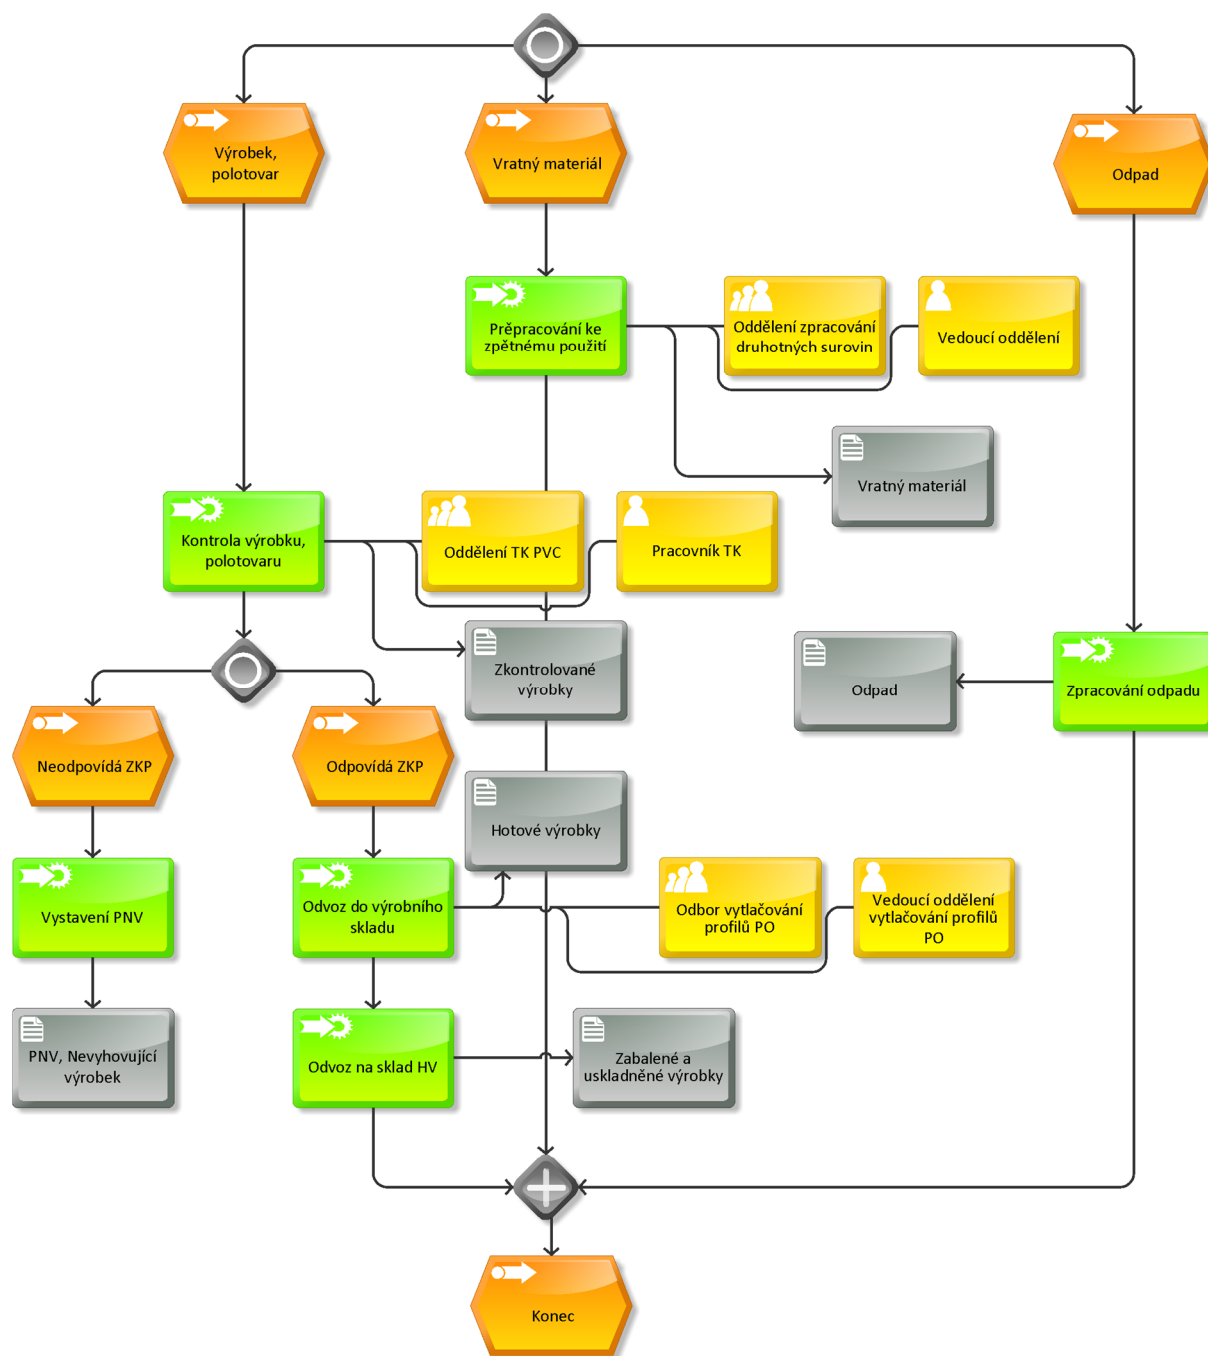 Výrobek,
polotovar
Vratný materiál
Odpad
Prěpracování ke
zpětnému použití
Oddělení zpracování
druhotných surovin
Vedoucí oddělení
Vratný materiál
Kontrola výrobku,
polotovaru
Oddělení TK PVC
Pracovník TK
Zkontrolované
výrobky
Odpad
Zpracování odpadu
Neodpovídá ZKP
Odpovídá ZKP
Hotové výrobky
Vystavení PNV
Odvoz do výrobního
skladu
Odbor vytlačování
profilů PO
Vedoucí oddělení
vytlačování profilů
PO
PNV, Nevyhovující
výrobek
Odvoz na sklad HV
Zabalené a
uskladněné výrobky
Konec